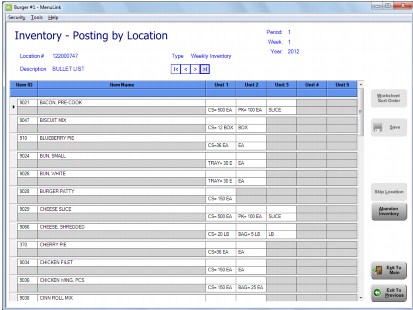 Burger #1 - MenuLink
Security Tools Help
Inventory - Posting by Location
Period: 1
Week: 1
Year: 2012
Location# 122000747
Type Weekly Inventory
Description BULLET LIST
Item ID Item Name Unit 1 Unit 2 Unit 3 Unit 4 Unit 5
9021 BACON, PRE-COOK
CS= 600 EA PK= 100 EA SLICE
9047 BISCUIT MIX
CS= 12 BOX BOX
910 BLUEBERRY PIE
CS=36 EA EA
9024 BUN, SMALL
TRAY= 30 E EA
9026 BUN, WHITE
TRAY= 30 E EA
9028 BURGER PATTY
CS= 150 EA
9029 CHEESE SLICE
CS= 500 EA PK= 100 EA SLICE
9060 CHEESE, SHREDDED
CS= 20 LB BAG= 5 LB LB
370 CHERRY PIE
CS=36 EA EA
9034 CHICKEN FILET
CS= 150 EA EA
9036 CHICKEN WING, PCS
CS= 150 EA BAG= 25 EA
9038 CINN ROLL MIX
Worksheet
Sort Order
Save
Skip Location
Abandon
Inventory
Exit To
Main
Exit To
Previous